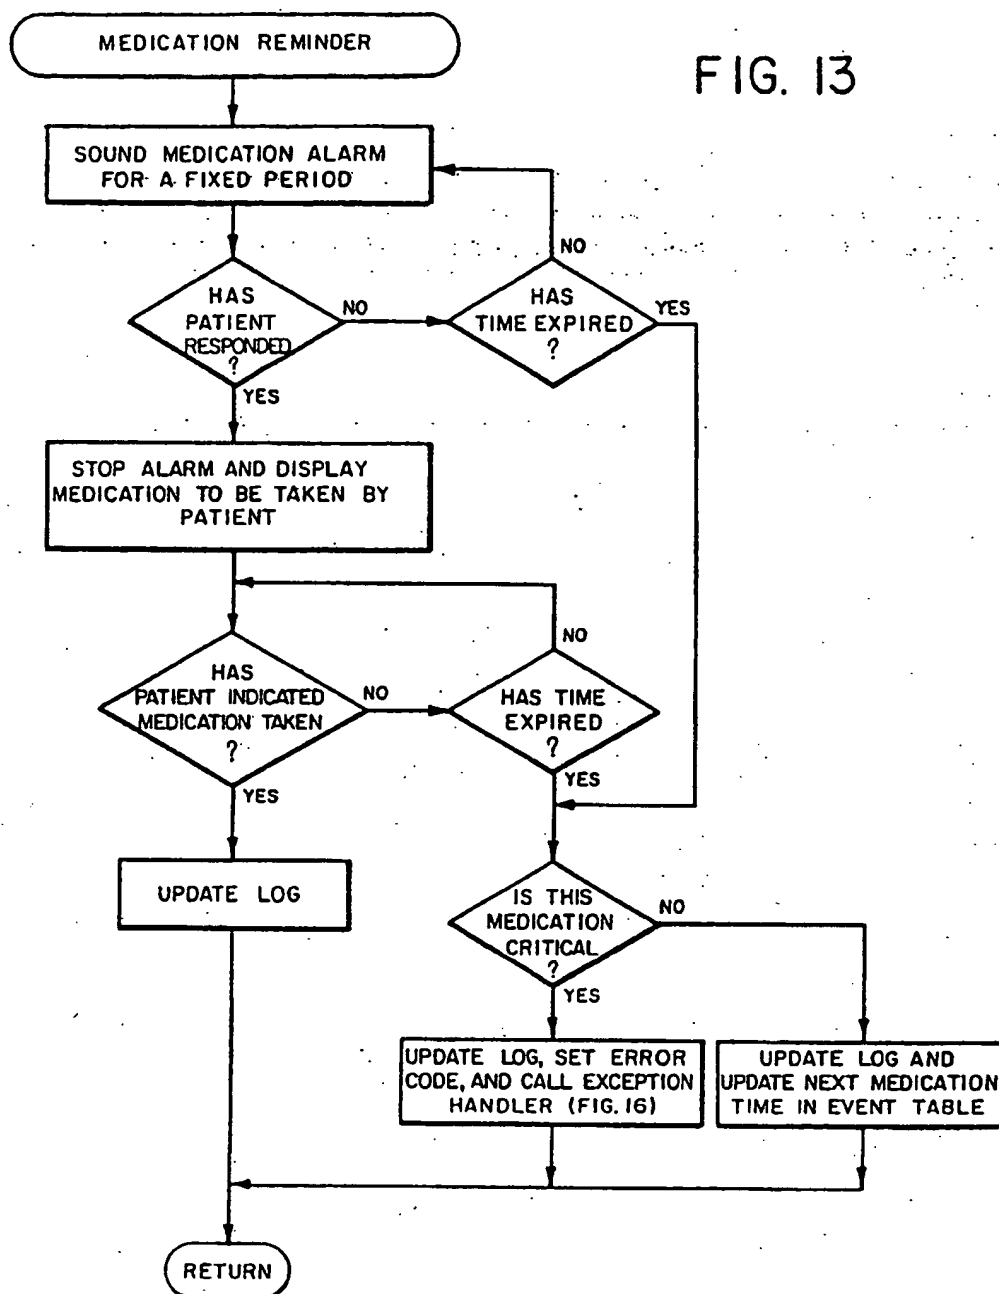 MEDICATION REMINDER
FIG. 13
SOUND MEDICATION ALARM
FOR A FIXED PERIOD
NO
HAS
PATIENT
RESPONDED
?
NO
HAS
TIME EXPIRED
?
YES
YES
STOP ALARM AND DISPLAY
MEDICATION TO BE TAKEN BY
PATIENT
NO
HAS
PATIENT INDICATED
MEDICATION TAKEN
?
NO
HAS TIME
EXPIRED
?
YES
YES
UPDATE LOG
IS THIS
MEDICATION
CRITICAL
?
NO
YES
UPDATE LOG, SET ERROR
CODE, AND CALL EXCEPTION
HANDLER (FIG. 16)
UPDATE LOG AND
UPDATE NEXT MEDICATION
TIME IN EVENT TABLE
RETURN